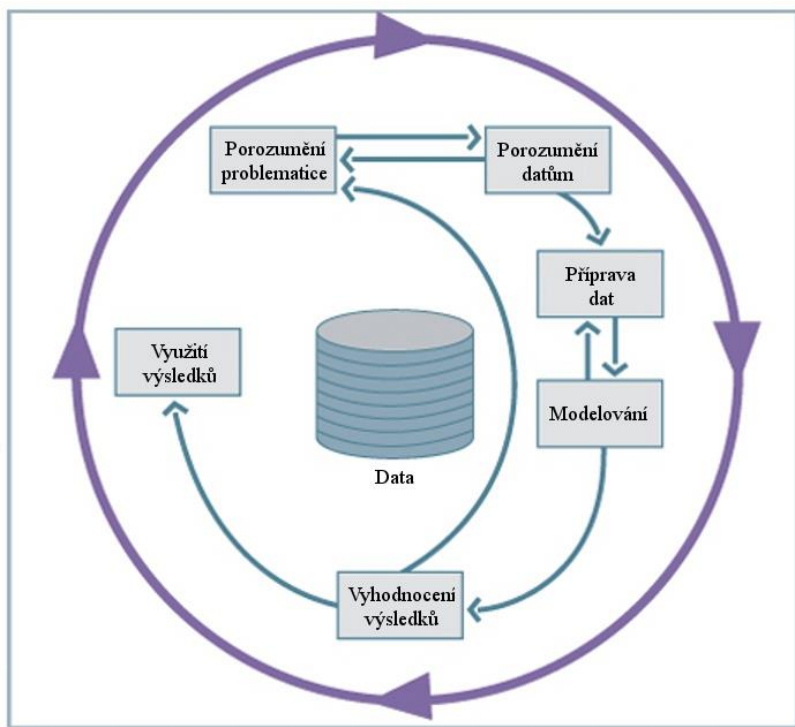 Porozumění
problematice
Porozumění
datům
Příprava
dat
Využití
výsledků
Modelování
Data
Vyhodnocení
výsledků